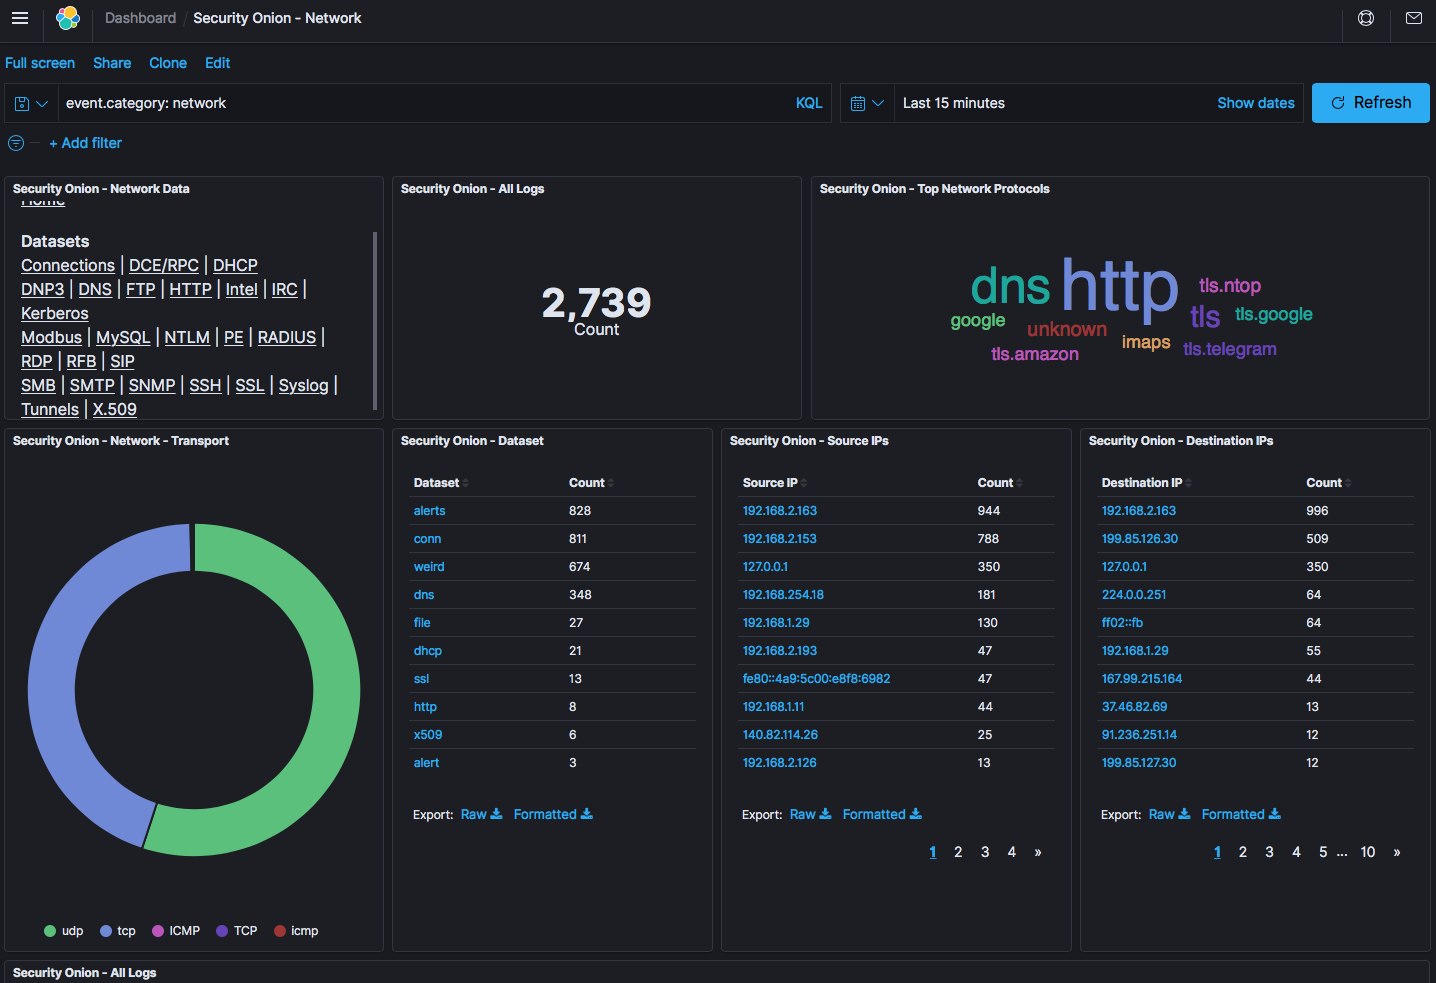 Dashboard / Security Onion - Network
Full screen Share Clone Edit
event.category: network KQL Last 15 minutes Show dates Refresh
+ Add filter
Security Onion - Network Data
Home
Datasets
Connections | DCE/RPC | DHCP
DNP3 | DNS | FTP | HTTP | Intel | IRC |
Kerberos
Modbus | MySQL | NTLM | PE | RADIUS |
RDP | RFB | SIP
SMB | SMTP | SNMP | SSH | SSL | Syslog |
Tunnels | X.509
Security Onion - All Logs
2,739
Count
Security Onion - Top Network Protocols
dns http tls.ntop
google unknown tls tls.google
tls.amazon imaps tls.telegram
Security Onion - Network - Transport
udp tcp ICMP TCP icmp
Security Onion - Dataset
Dataset Count
alerts 828
conn 811
weird 674
dns 348
file 27
dhcp 21
ssl 13
http 8
x509 6
alert 3
Export: Raw Formatted
Security Onion - Source IPs
Source IP Count
192.168.2.163 944
192.168.2.153 788
127.0.0.1 350
192.168.254.18 181
192.168.1.29 130
192.168.2.193 47
fe80::4a9:5c00:e8f8:6982 47
192.168.1.11 44
140.82.114.26 25
192.168.2.126 13
Export: Raw Formatted
1 2 3 4 »
Security Onion - Destination IPs
Destination IP Count
192.168.2.163 996
199.85.126.30 509
127.0.0.1 350
224.0.0.251 64
ff02::fb 64
192.168.1.29 55
167.99.215.164 44
37.46.82.69 13
91.236.251.14 12
199.85.127.30 12
Export: Raw Formatted
1 2 3 4 5 ... 10 »
Security Onion - All Logs